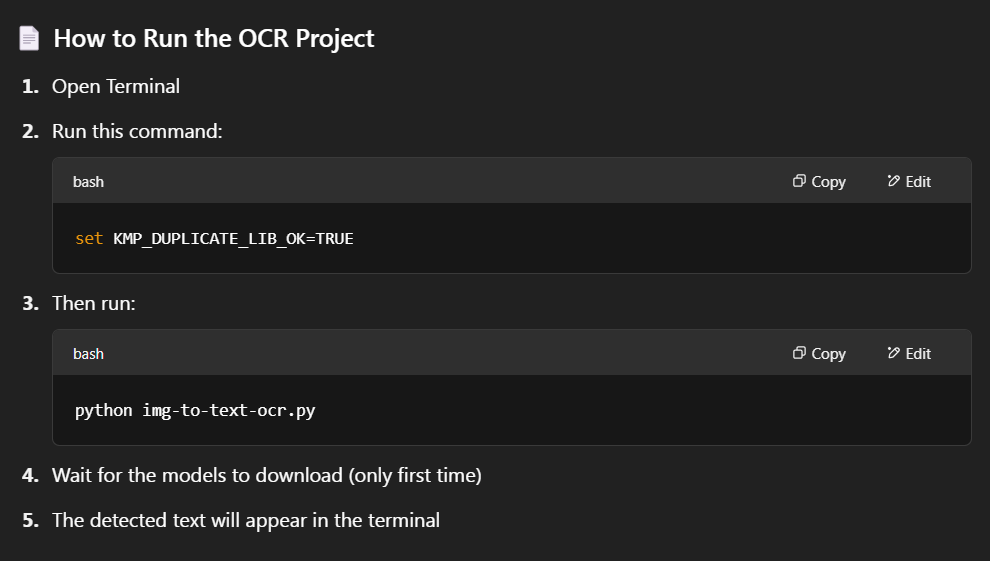 How to Run the OCR Project
1. Open Terminal
2. Run this command:
bash Copy Edit
set KMP_DUPLICATE_LIB_OK=TRUE
3. Then run:
bash Copy Edit
python img-to-text-ocr.py
4. Wait for the models to download (only first time)
5. The detected text will appear in the terminal